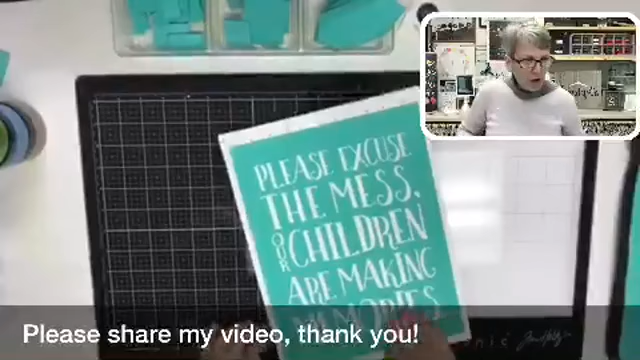 PLEASE EXCUSE
THE MESS,
OUR CHILDREN
ARE MAKING
MEMORIES
Please share my video, thank you!